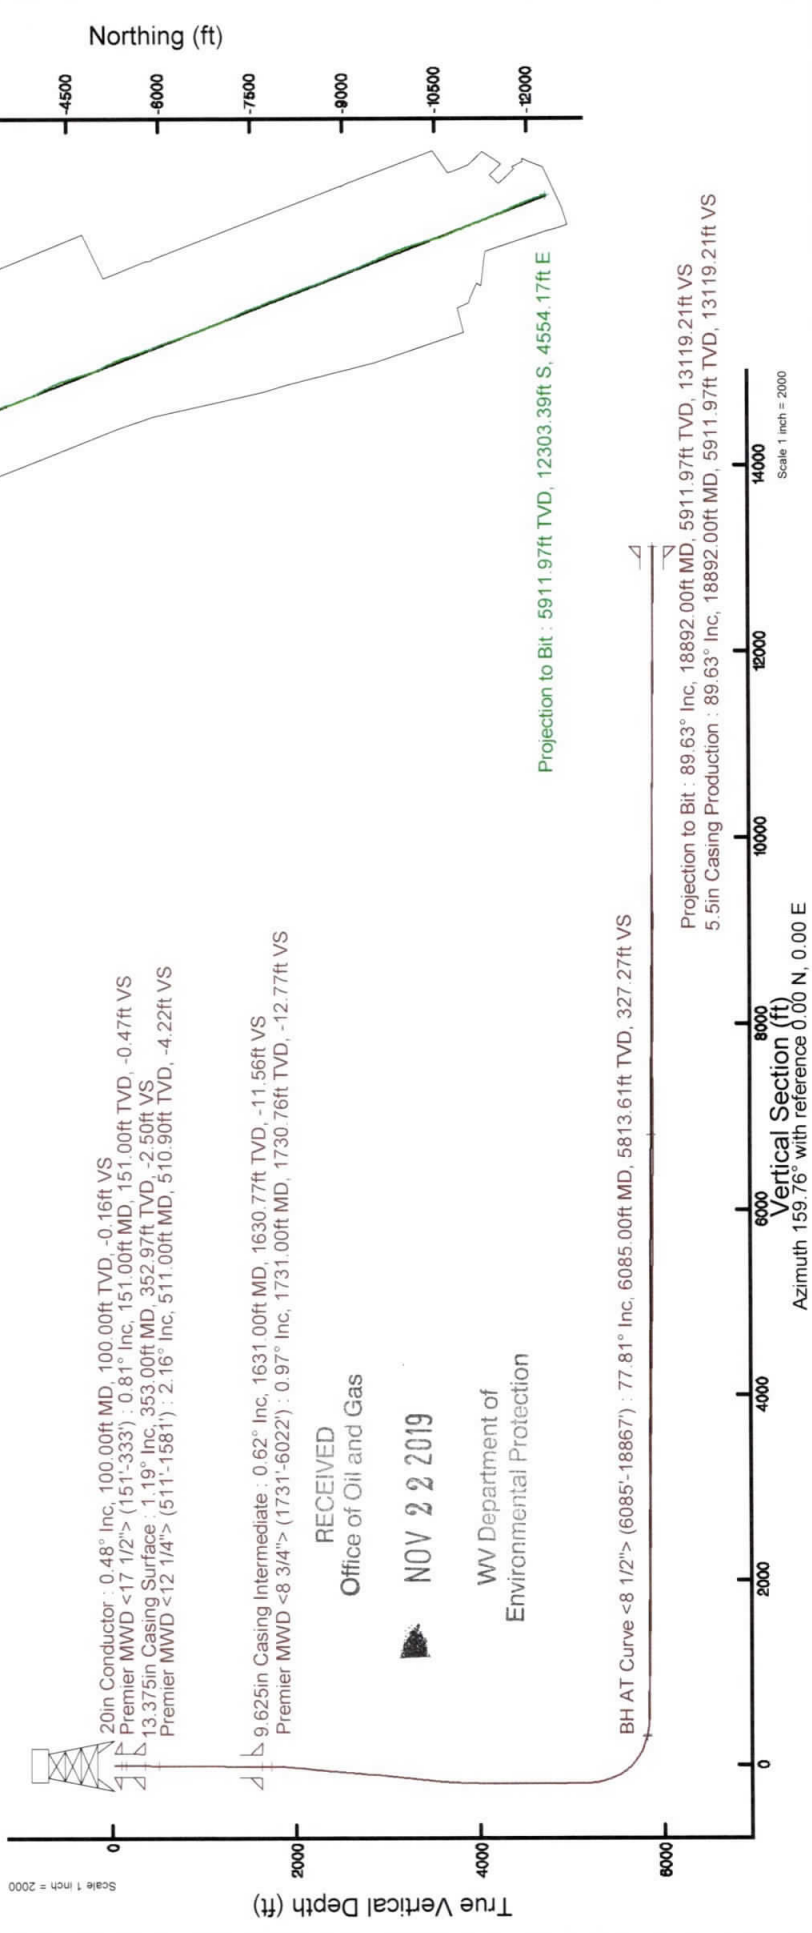 Northing (ft)
-4500
-6000
-7500
-9000
-10500
-12000
Projection to Bit : 5911.97ft TVD, 12303.39ft S, 4554.17ft E
Scale 1 inch = 2000
True Vertical Depth (ft)
0
2000
4000
6000
20in Conductor : 0.48° Inc, 100.00ft MD, 100.00ft TVD, -0.16ft VS
Premier MWD <17 1/2"> (151'-333') : 0.81° Inc, 151.00ft MD, 151.00ft TVD, -0.47ft VS
13.375in Casing Surface : 1.19° Inc, 353.00ft MD, 352.97ft TVD, -2.50ft VS
Premier MWD <12 1/4"> (511'-1581') : 2.16° Inc, 511.00ft MD, 510.90ft TVD, -4.22ft VS
9.625in Casing Intermediate : 0.62° Inc, 1631.00ft MD, 1630.77ft TVD, -11.56ft VS
Premier MWD <8 3/4"> (1731'-6022') : 0.97° Inc, 1731.00ft MD, 1730.76ft TVD, -12.77ft VS
RECEIVED
Office of Oil and Gas
NOV 22 2019
WV Department of
Environmental Protection
BH AT Curve <8 1/2"> (6085'-18867') : 77.81° Inc, 6085.00ft MD, 5813.61ft TVD, 327.27ft VS
Projection to Bit : 89.63° Inc, 18892.00ft MD, 5911.97ft TVD, 13119.21ft VS
5.5in Casing Production : 89.63° Inc, 18892.00ft MD, 5911.97ft TVD, 13119.21ft VS
0
2000
4000
6000
8000
10000
12000
14000
Vertical Section (ft)
Azimuth 159.76° with reference 0.00 N, 0.00 E
Scale 1 inch = 2000